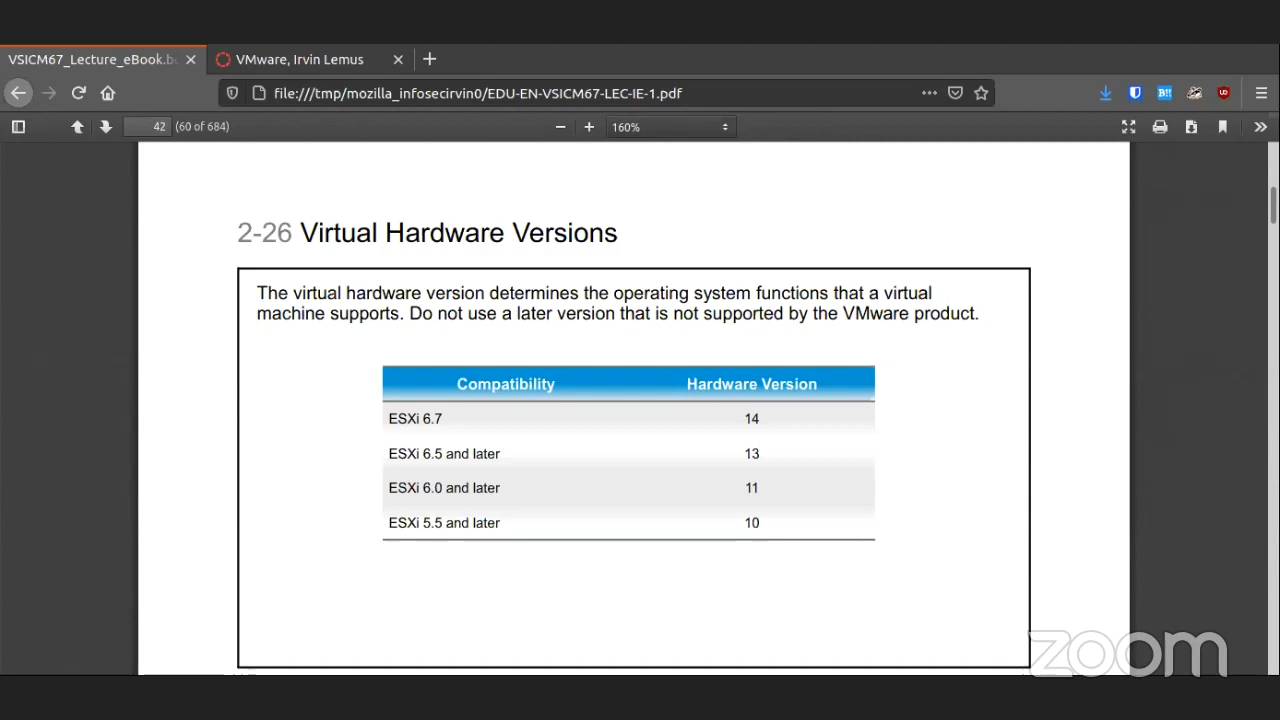 VSICM67_Lecture_eBook.bu
VMware, Irvin Lemus
file:///tmp/mozilla_infosecirvin0/EDU-EN-VSICM67-LEC-IE-1.pdf
42 (60 of 684)
160%
2-26 Virtual Hardware Versions
The virtual hardware version determines the operating system functions that a virtual
machine supports. Do not use a later version that is not supported by the VMware product.
Compatibility Hardware Version
ESXi 6.7 14
ESXi 6.5 and later 13
ESXi 6.0 and later 11
ESXi 5.5 and later 10
zoom